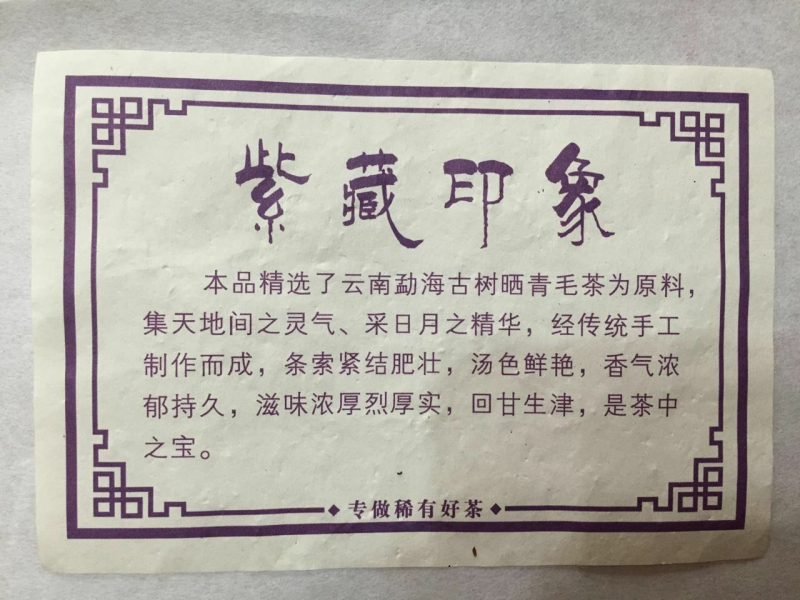 紫藏印象
本品精选了云南勐海古树晒青毛茶为原料，
集天地间之灵气、采日月之精华，经传统手工
制作而成，条索紧结肥壮，汤色鲜艳，香气浓
郁持久，滋味浓厚烈厚实，回甘生津，是茶中
之宝。
◆专做稀有好茶◆